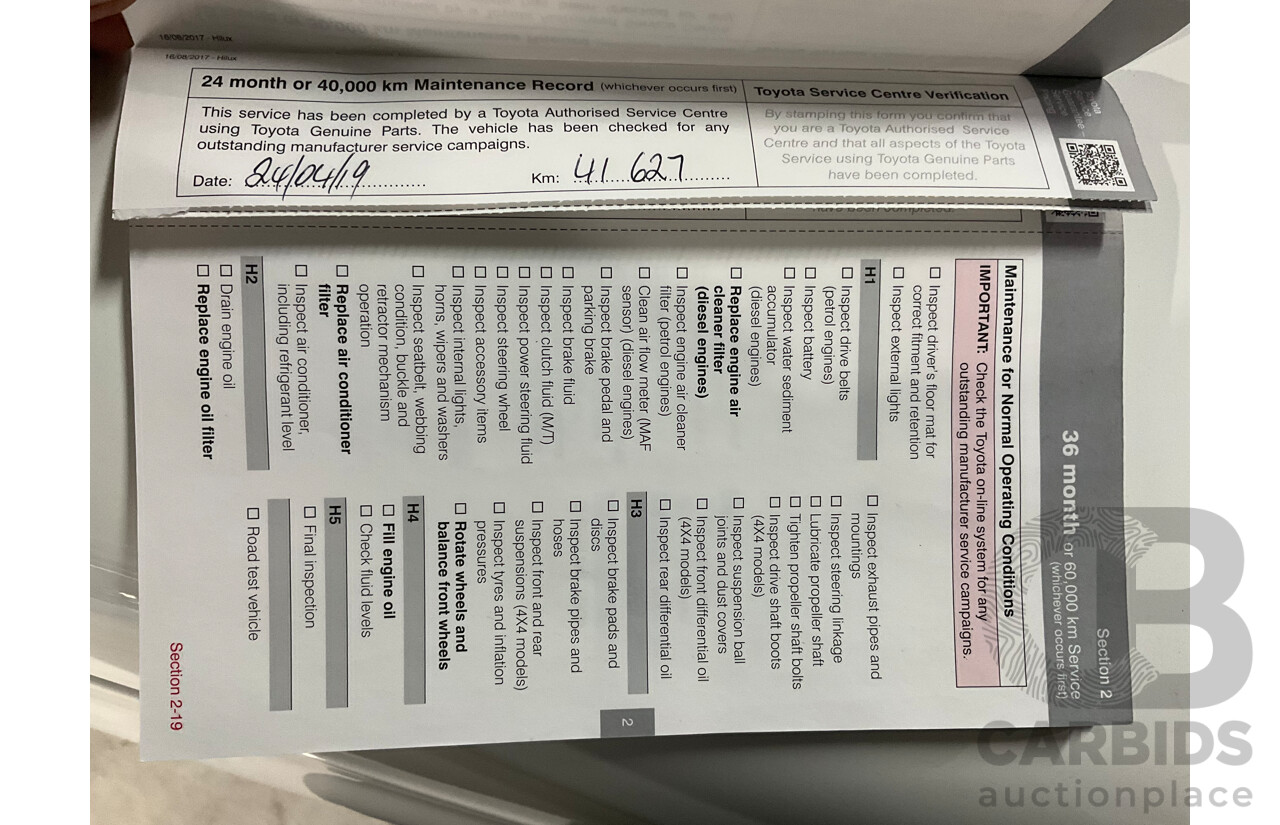 16/08/2017 - Hilux
16/08/2017 - Hilux
24 month or 40,000 km Maintenance Record (whichever occurs first)
This service has been completed by a Toyota Authorised Service Centre
using Toyota Genuine Parts. The vehicle has been checked for any
outstanding manufacturer service campaigns.
Date: 24/04/19
Km: 41 627
Toyota Service Centre Verification
By stamping this form you confirm that
you are a Toyota Authorised Service
Centre and that all aspects of the Toyota
Service using Toyota Genuine Parts
have been completed.
have been completed.
Section 2
36 month or 60,000 km Service
(whichever occurs first)
Maintenance for Normal Operating Conditions
IMPORTANT: Check the Toyota on-line system for any
outstanding manufacturer service campaigns.
☐ Inspect driver's floor mat for
correct fitment and retention
☐ Inspect external lights
H1
☐ Inspect drive belts
(petrol engines)
☐ Inspect battery
☐ Inspect water sediment
accumulator
(diesel engines)
☐ Replace engine air
cleaner filter
(diesel engines)
☐ Inspect engine air cleaner
filter (petrol engines)
☐ Clean air flow meter (MAF
sensor) (diesel engines)
☐ Inspect brake pedal and
parking brake
☐ Inspect brake fluid
☐ Inspect clutch fluid (M/T)
☐ Inspect power steering fluid
☐ Inspect steering wheel
☐ Inspect accessory items
☐ Inspect internal lights,
horns, wipers and washers
☐ Inspect seatbelt, webbing
condition, buckle and
retractor mechanism
operation
☐ Replace air conditioner
filter
☐ Inspect air conditioner,
including refrigerant level
H2
☐ Drain engine oil
☐ Replace engine oil filter
☐ Inspect exhaust pipes and
mountings
☐ Inspect steering linkage
☐ Lubricate propeller shaft
☐ Tighten propeller shaft bolts
☐ Inspect drive shaft boots
(4X4 models)
☐ Inspect suspension ball
joints and dust covers
☐ Inspect front differential oil
(4X4 models)
☐ Inspect rear differential oil
H3
☐ Inspect brake pads and
discs
☐ Inspect brake pipes and
hoses
☐ Inspect front and rear
suspensions (4X4 models)
☐ Inspect tyres and inflation
pressures
☐ Rotate wheels and
balance front wheels
H4
☐ Fill engine oil
☐ Check fluid levels
H5
☐ Final inspection
☐ Road test vehicle
2
Section 2-19
CARBIDS
auctionplace